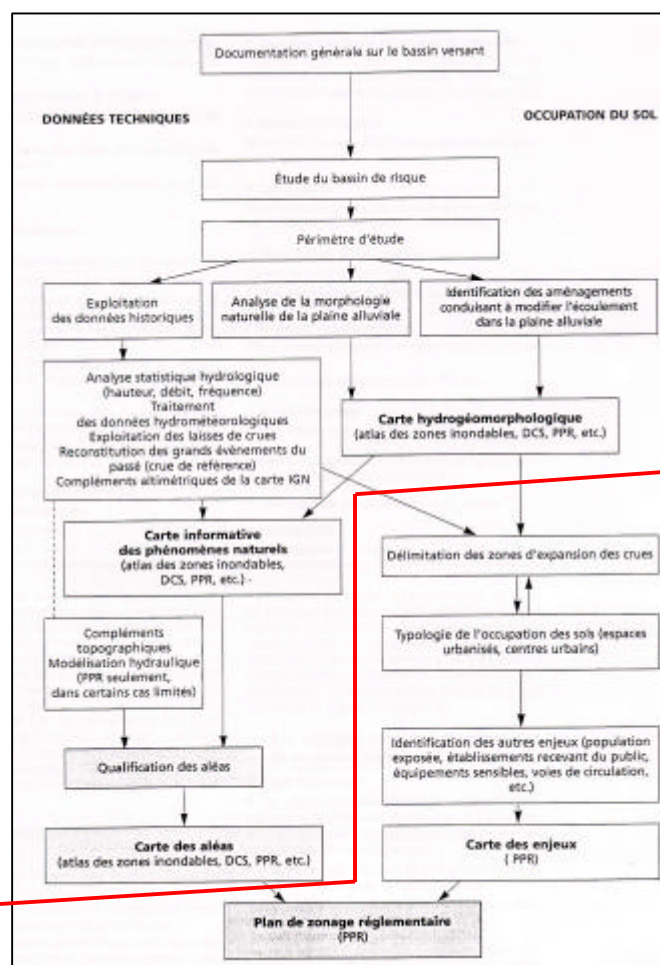 Documentation générale sur le bassin versant
DONNÉES TECHNIQUES
OCCUPATION DU SOL
Étude du bassin de risque
Périmètre d'étude
Exploitation
des données historiques
Analyse de la morphologie
naturelle de la plaine alluviale
Identification des aménagements
conduisant à modifier l'écoulement
dans la plaine alluviale
Analyse statistique hydrologique
(hauteur, débit, fréquence)
Traitement
des données hydrométéorologiques
Exploitation des laisses de crues
Reconstitution des grands évènements du
passé (crue de référence)
Compléments altimétriques de la carte IGN
Carte hydrogéomorphologique
(atlas des zones inondables, DCS, PPR, etc.)
Carte informative
des phénomènes naturels
(atlas des zones inondables,
DCS, PPR, etc.)
Délimitation des zones d'expansion des crues
Compléments
topographiques
Modélisation hydraulique
(PPR seulement,
dans certains cas limités)
Typologie de l'occupation des sols (espaces
urbanisés, centres urbains)
Qualification des aléas
Identification des autres enjeux (population
exposée, établissements recevant du public,
équipements sensibles, voies de circulation,
etc.)
Carte des aléas
(atlas des zones inondables, DCS, PPR, etc.)
Carte des enjeux
( PPR)
Plan de zonage réglementaire
(PPR)